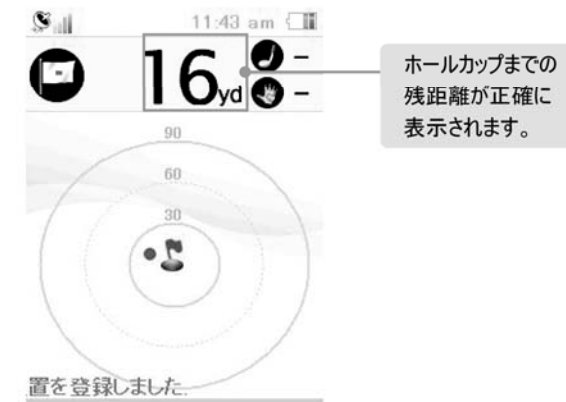 11:43 am
16yd
–
–
ホールカップまでの
残距離が正確に
表示されます。
90
60
30
置を登録しました.